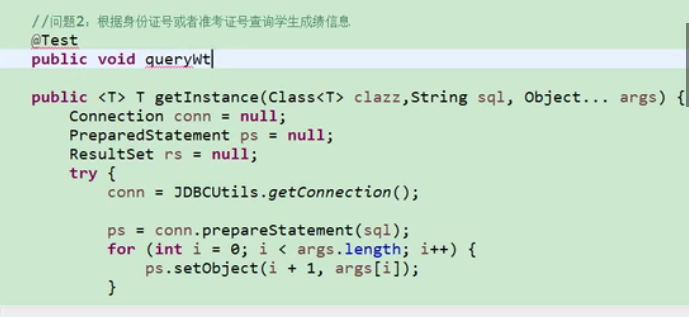 //问题2：根据身份证号或者准考证号查询学生成绩信息
@Test
public void queryWt
public <T> T getInstance(Class<T> clazz,String sql, Object... args) {
Connection conn = null;
PreparedStatement ps = null;
ResultSet rs = null;
try {
conn = JDBCUtils.getConnection();
ps = conn.prepareStatement(sql);
for (int i = 0; i < args.length; i++) {
ps.setObject(i + 1, args[i]);
}